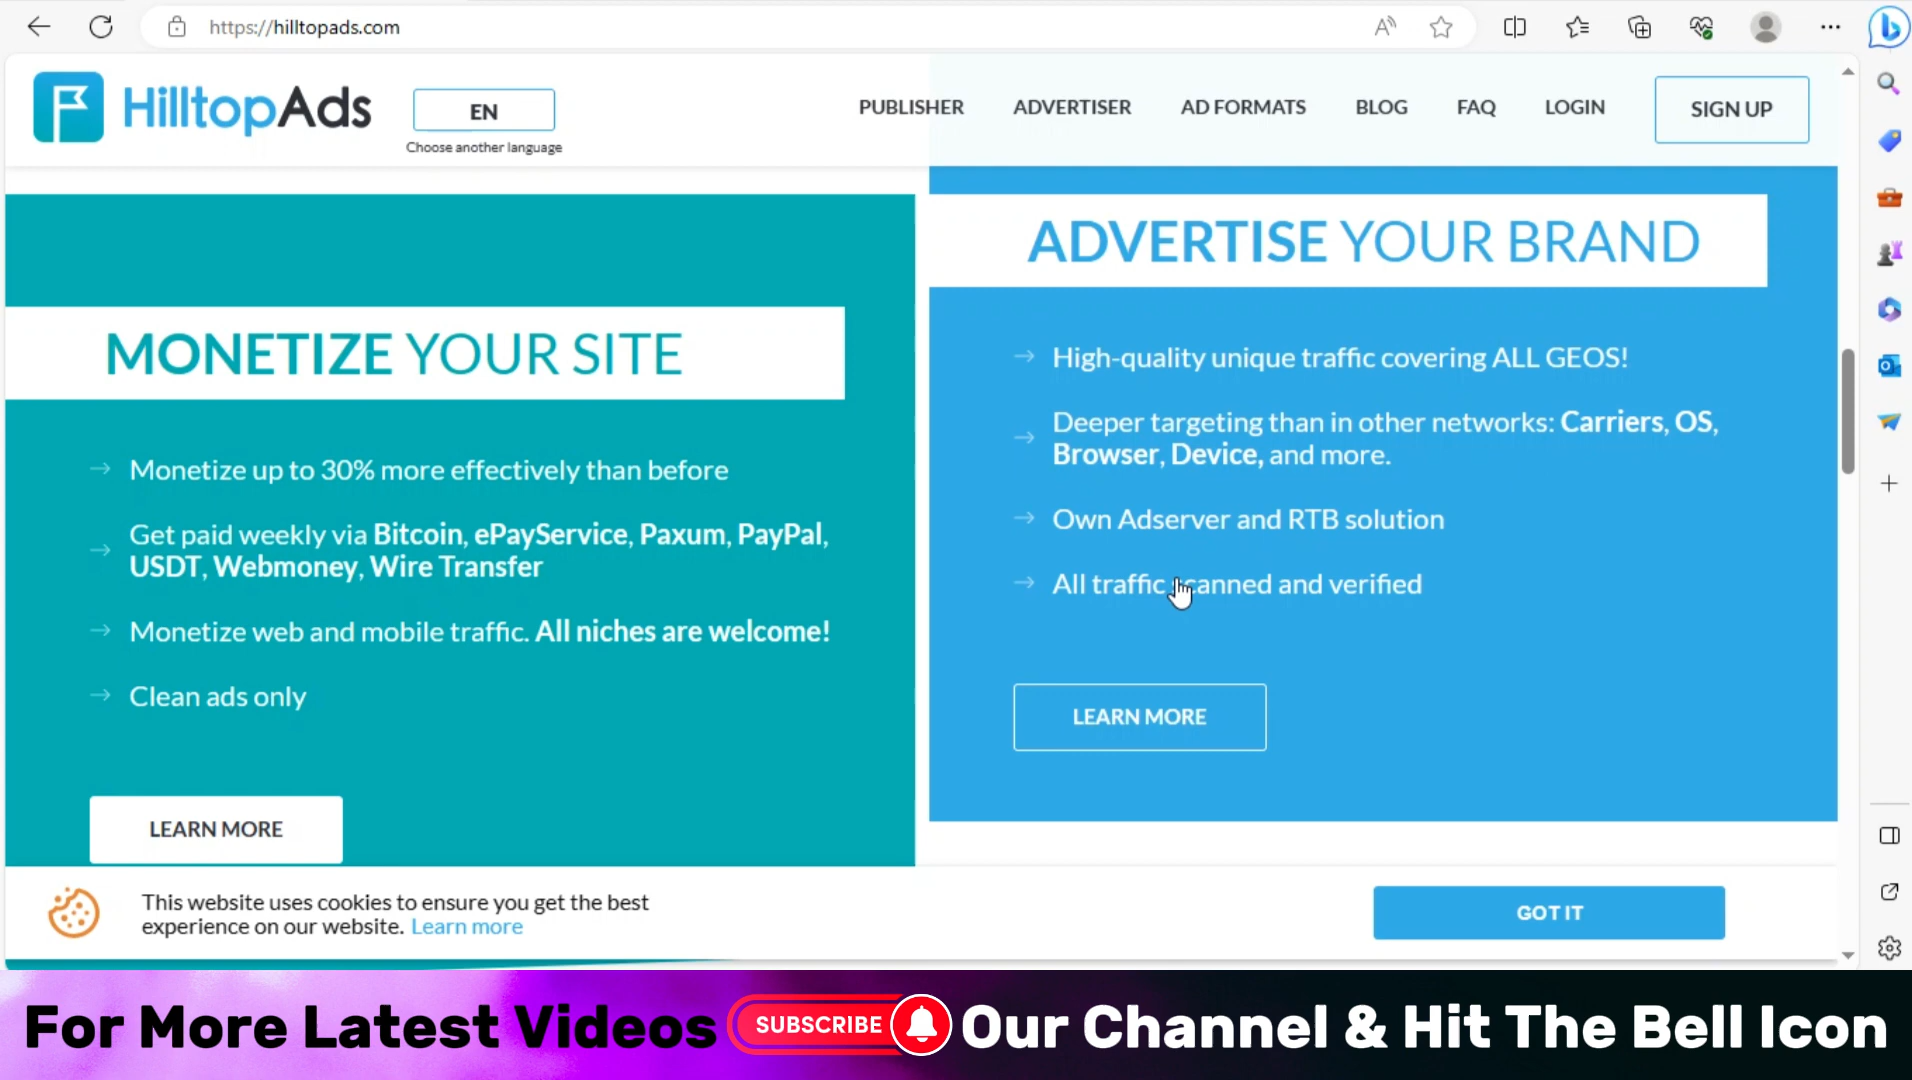 https://hilltopads.com
HilltopAds
EN
Choose another language
PUBLISHER
ADVERTISER
AD FORMATS
BLOG
FAQ
LOGIN
SIGN UP
MONETIZE YOUR SITE
Monetize up to 30% more effectively than before
Get paid weekly via Bitcoin, ePayService, Paxum, PayPal,
USDT, Webmoney, Wire Transfer
Monetize web and mobile traffic. All niches are welcome!
Clean ads only
LEARN MORE
ADVERTISE YOUR BRAND
High-quality unique traffic covering ALL GEOS!
Deeper targeting than in other networks: Carriers, OS,
Browser, Device, and more.
Own Adserver and RTB solution
All traffic scanned and verified
LEARN MORE
This website uses cookies to ensure you get the best
experience on our website. Learn more
GOT IT
For More Latest Videos SUBSCRIBE Our Channel & Hit The Bell Icon